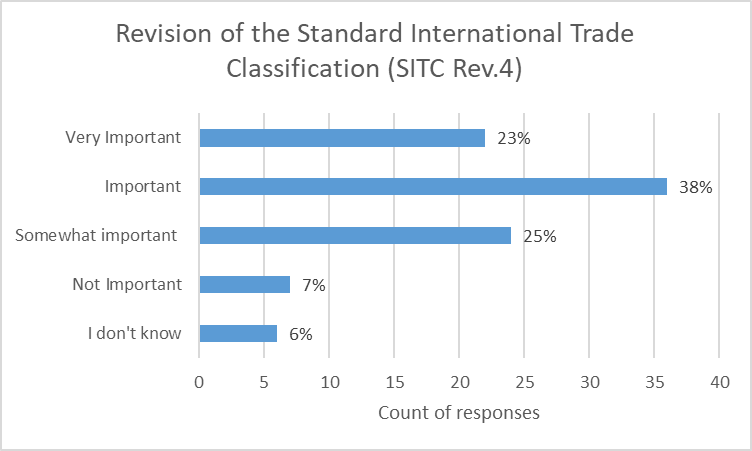 Revision of the Standard International Trade
Classification (SITC Rev.4)
Very Important
23%
Important
38%
Somewhat important
25%
Not Important
7%
I don't know
6%
0 5 10 15 20 25 30 35 40
Count of responses